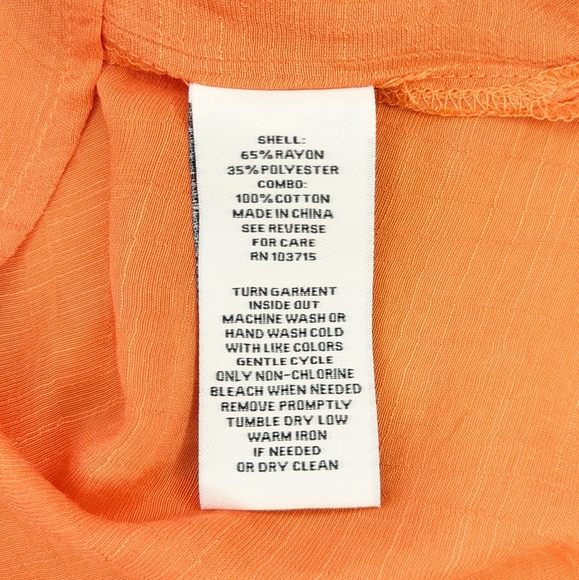 SHELL:
65% RAYON
35% POLYESTER
COMBO:
100% COTTON
MADE IN CHINA
SEE REVERSE
FOR CARE
RN 103715
TURN GARMENT
INSIDE OUT
MACHINE WASH OR
HAND WASH COLD
WITH LIKE COLORS
GENTLE CYCLE
ONLY NON-CHLORINE
BLEACH WHEN NEEDED
REMOVE PROMPTLY
TUMBLE DRY LOW
WARM IRON
IF NEEDED
OR DRY CLEAN